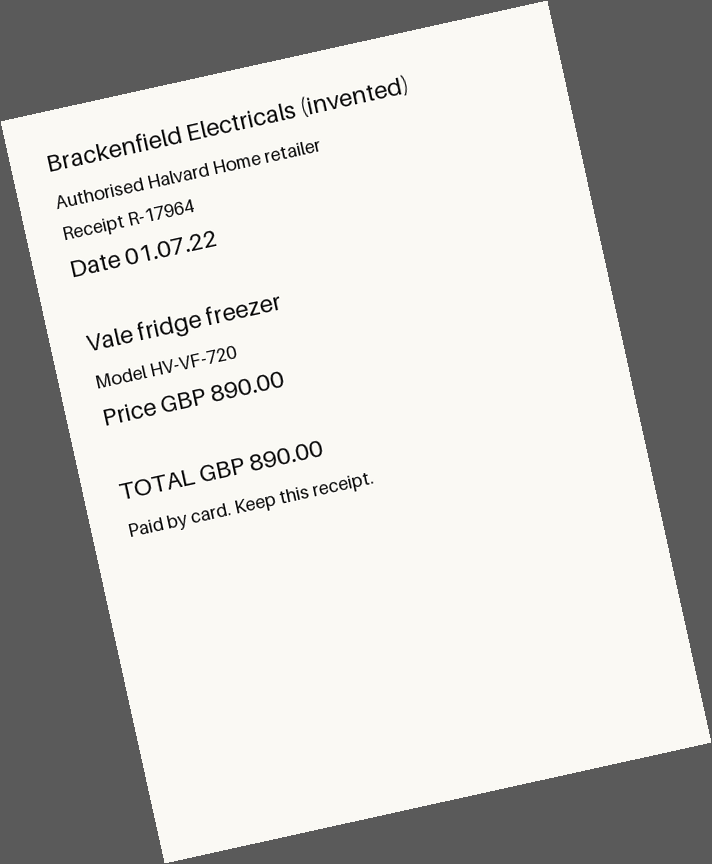 Brackenfield Electricals (invented)
Authorised Halvard Home retailer
Receipt R-17964
Date 01.07.22
Vale fridge freezer
Model HV-VF-720
Price GBP 890.00
TOTAL GBP 890.00
Paid by card. Keep this receipt.